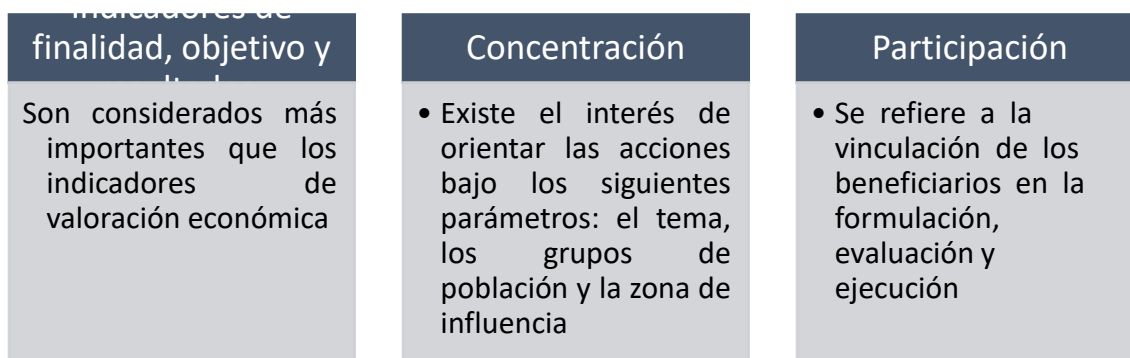 finalidad, objetivo y
Son considerados más
importantes que los
indicadores de
valoración económica
Concentración
• Existe el interés de
orientar las acciones
bajo los siguientes
parámetros: el tema,
los grupos de
población y la zona de
influencia
Participación
• Se refiere a la
vinculación de los
beneficiarios en la
formulación,
evaluación y
ejecución